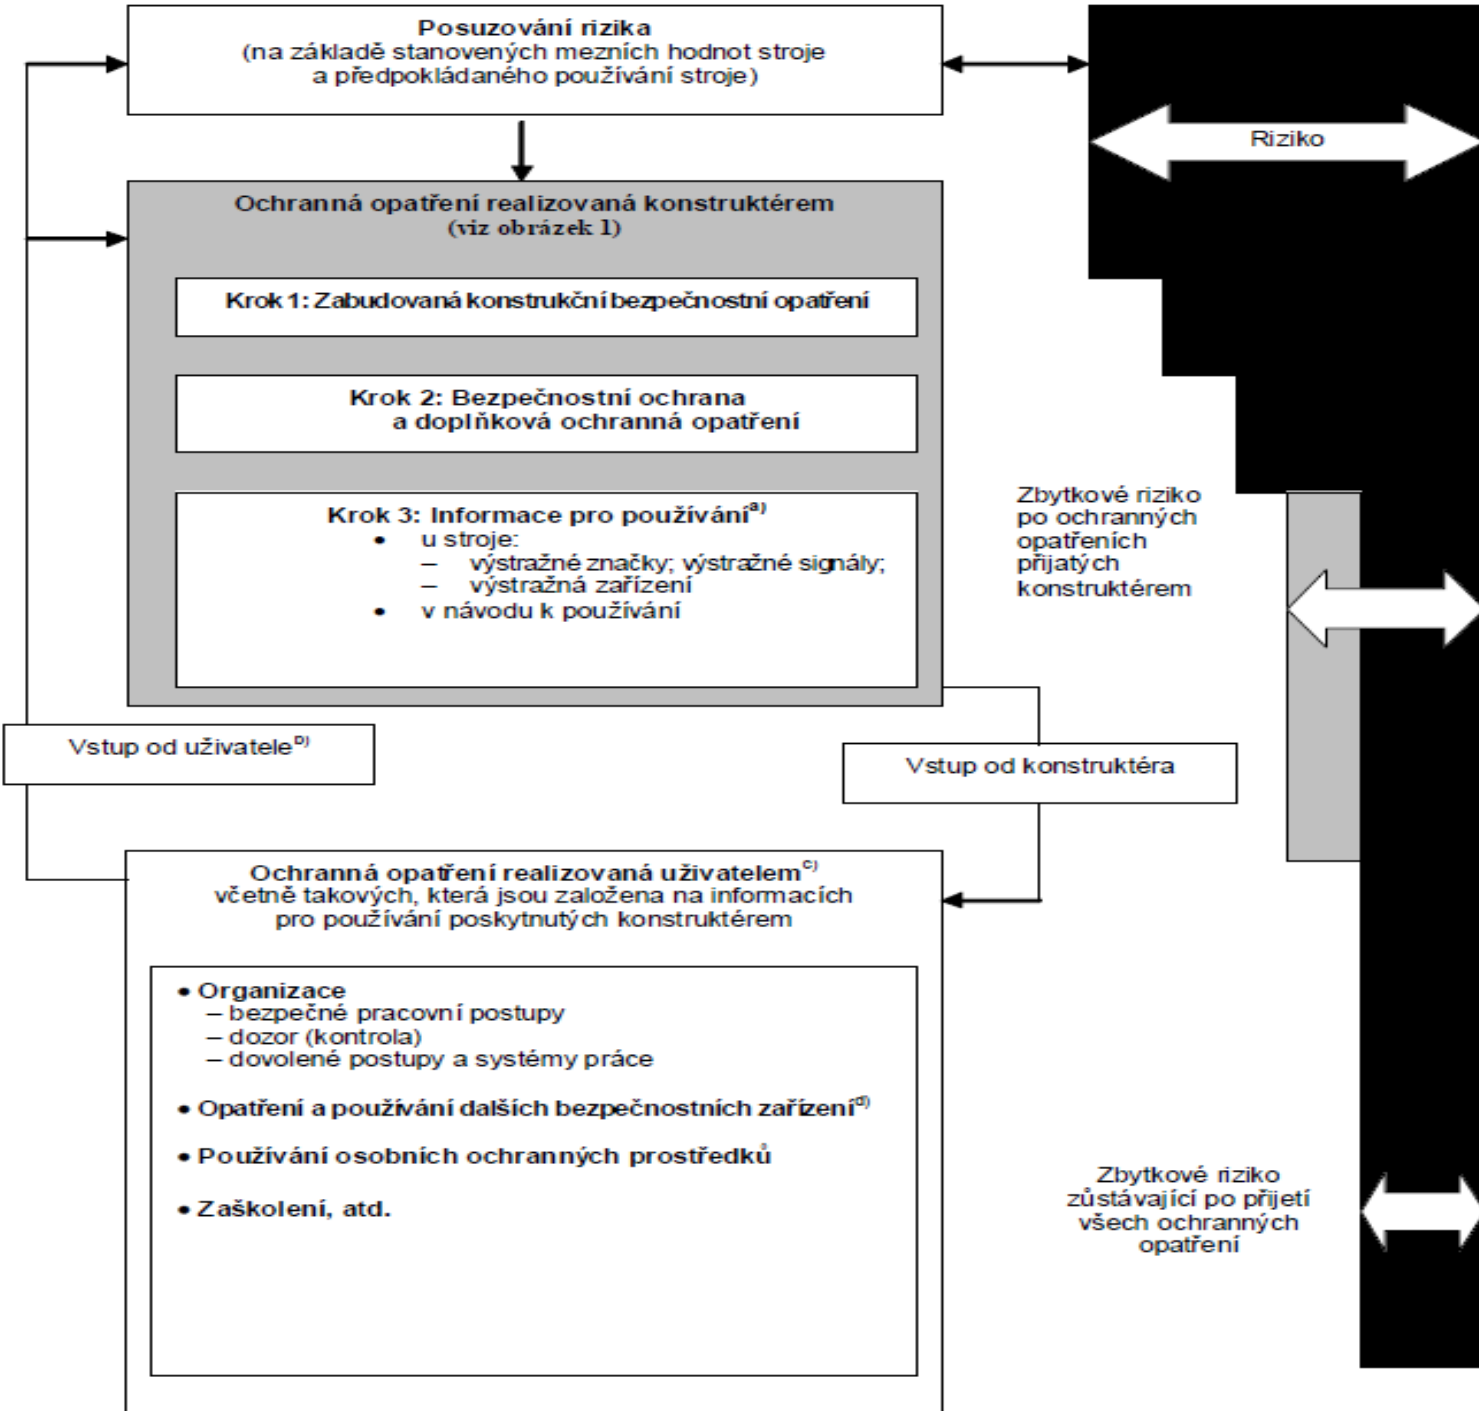 Posuzování rizika
(na základě stanovených mezních hodnot stroje
a předpokládaného používání stroje)
Riziko
Ochranná opatření realizovaná konstruktérem
(viz obrázek 1)
Krok 1: Zabudovaná konstrukční bezpečnostní opatření
Krok 2: Bezpečnostní ochrana
a doplňková ochranná opatření
Krok 3: Informace pro používání a)
• u stroje:
– výstražné značky; výstražné signály;
– výstražná zařízení
• v návodu k používání
Zbytkové riziko
po ochranných
opatřeních
přijatých
konstruktérem
Vstup od uživatele b)
Vstup od konstruktéra
Ochranná opatření realizovaná uživatelem c)
včetně takových, která jsou založena na informacích
pro používání poskytnutých konstruktérem
• Organizace
– bezpečné pracovní postupy
– dozor (kontrola)
– dovolené postupy a systémy práce
• Opatření a používání dalších bezpečnostních zařízení d)
• Používání osobních ochranných prostředků
• Zaškolení, atd.
Zbytkové riziko
zůstávající po přijetí
všech ochranných
opatření